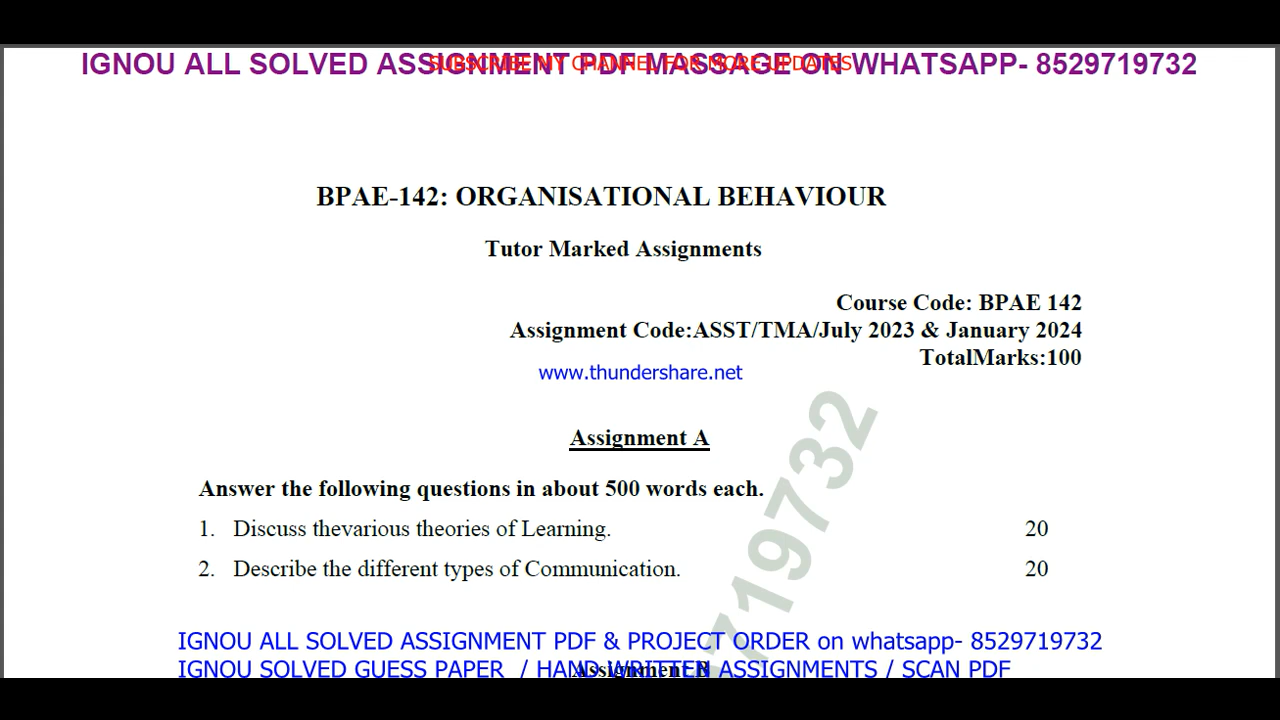 IGNOU ALL SOLVED ASSIGNMENT PDF MASSAGE ON WHATSAPP- 8529719732
SUBSCRIBE MY CHANNEL FOR MORE UPDATES
BPAE-142: ORGANISATIONAL BEHAVIOUR
Tutor Marked Assignments
Course Code: BPAE 142
Assignment Code:ASST/TMA/July 2023 & January 2024
TotalMarks:100
www.thundershare.net
Assignment A
Answer the following questions in about 500 words each.
1. Discuss thevarious theories of Learning. 20
2. Describe the different types of Communication. 20
719732
IGNOU ALL SOLVED ASSIGNMENT PDF & PROJECT ORDER on whatsapp- 8529719732
IGNOU SOLVED GUESS PAPER / HAND WRITTEN ASSIGNMENTS / SCAN PDF
Assignment B